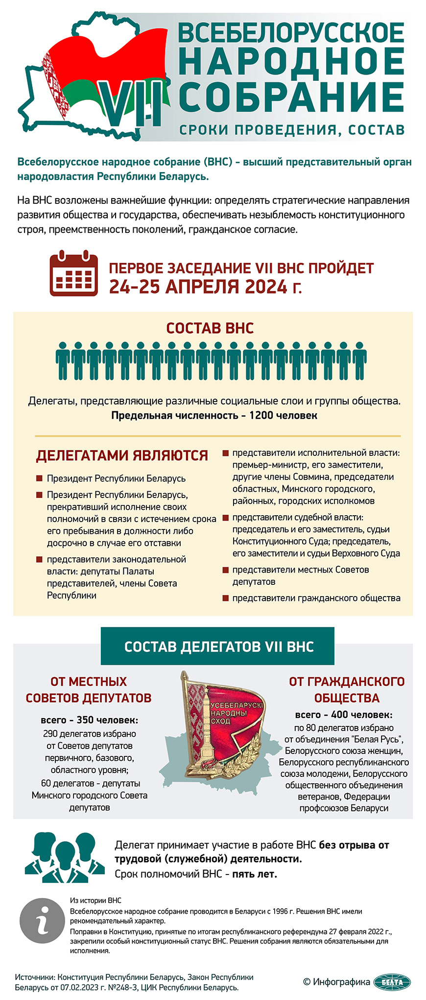 VII
ВСЕБЕЛОРУССКОЕ
НАРОДНОЕ
СОБРАНИЕ
СРОКИ ПРОВЕДЕНИЯ, СОСТАВ
Всебелорусское народное собрание (ВНС) - высший представительный орган
народовластия Республики Беларусь.
На ВНС возложены важнейшие функции: определять стратегические направления
развития общества и государства, обеспечивать незыблемость конституционного
строя, преемственность поколений, гражданское согласие.
ПЕРВОЕ ЗАСЕДАНИЕ VII ВНС ПРОЙДЕТ
24-25 АПРЕЛЯ 2024 г.
СОСТАВ ВНС
Делегаты, представляющие различные социальные слои и группы общества.
Предельная численность - 1200 человек
ДЕЛЕГАТАМИ ЯВЛЯЮТСЯ
Президент Республики Беларусь
Президент Республики Беларусь,
прекративший исполнение своих
полномочий в связи с истечением срока
его пребывания в должности либо
досрочно в случае его отставки
представители законодательной
власти: депутаты Палаты
представителей, члены Совета
Республики
представители исполнительной власти:
премьер-министр, его заместители,
другие члены Совмина, председатели
областных, Минского городского,
районных, городских исполкомов
представители судебной власти:
председатель и его заместитель, судьи
Конституционного Суда; председатель,
его заместители и судьи Верховного Суда
представители местных Советов
депутатов
представители гражданского общества
СОСТАВ ДЕЛЕГАТОВ VII ВНС
ОТ МЕСТНЫХ
СОВЕТОВ ДЕПУТАТОВ
всего - 350 человек:
290 делегатов избрано
от Советов депутатов
первичного, базового,
областного уровня;
60 делегатов - депутаты
Минского городского Совета
депутатов
УСЕБЕЛАРУСКІ
НАРОДНЫ
СХОД
ОТ ГРАЖДАНСКОГО
ОБЩЕСТВА
всего - 400 человек:
по 80 делегатов избрано
от объединения "Белая Русь",
Белорусского союза женщин,
Белорусского республиканского
союза молодежи, Белорусского
общественного объединения
ветеранов, Федерации
профсоюзов Беларуси
Делегат принимает участие в работе ВНС без отрыва от
трудовой (служебной) деятельности.
Срок полномочий ВНС - пять лет.
i
Из истории ВНС
Всебелорусское народное собрание проводится в Беларуси с 1996 г. Решения ВНС имели
рекомендательный характер.
Поправки в Конституцию, принятые по итогам республиканского референдума 27 февраля 2022 г.,
закрепили особый конституционный статус ВНС. Решения собрания являются обязательными для
исполнения.
Источники: Конституция Республики Беларусь, Закон Республики
Беларусь от 07.02.2023 г. №248-З, ЦИК Республики Беларусь.
© Инфографика БЕЛТА